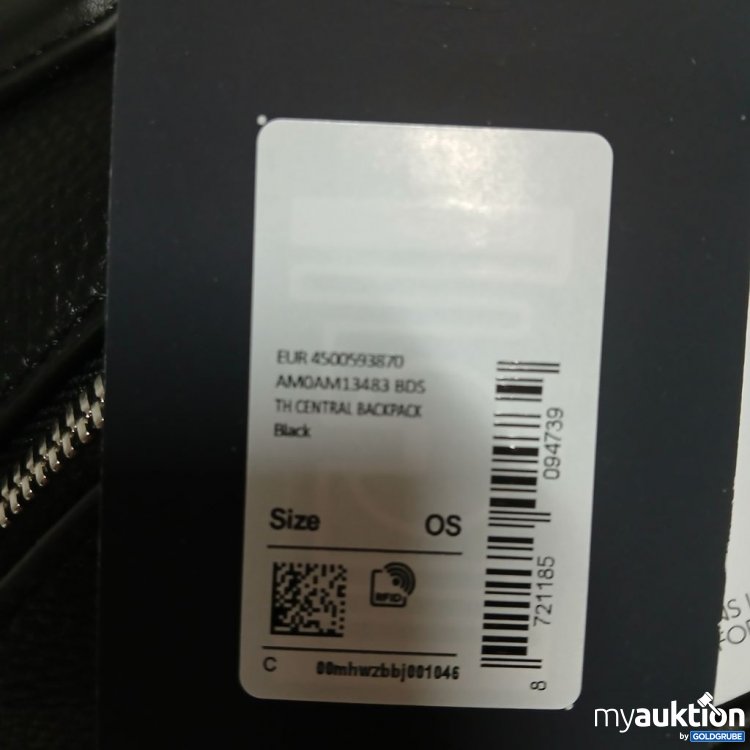 EUR 4500593870
AM0AM13483 BDS
TH CENTRAL BACKPACK
Black
Size OS
RFID
C 00mhwzbbj001046
8 721185 094739
myauktion
by GOLDGRUBE